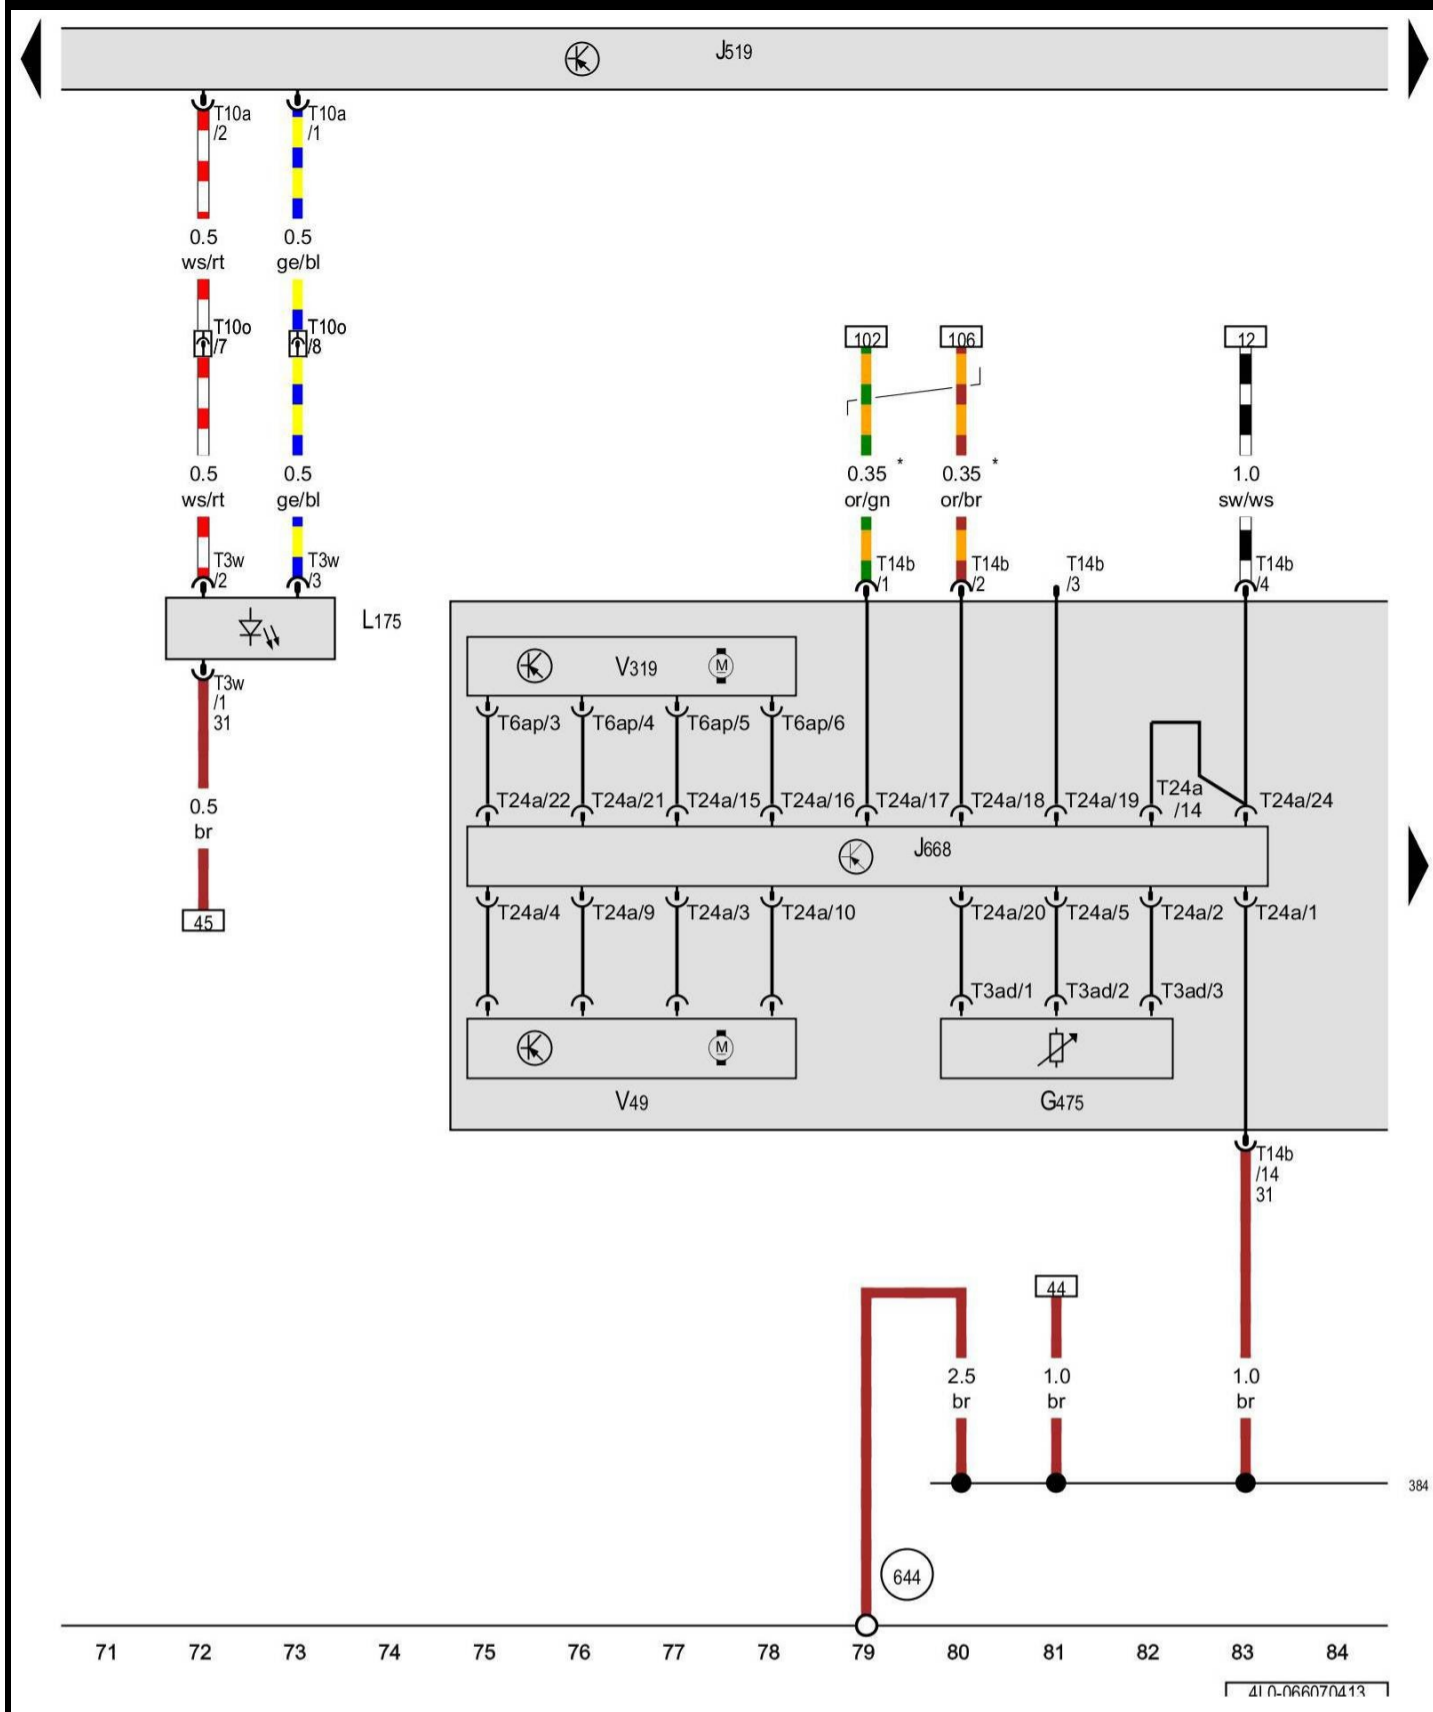 J519
T10a
/2
T10a
/1
0.5
ws/rt
0.5
ge/bl
T10o
/7
T10o
/8
102
106
12
0.5
ws/rt
0.5
ge/bl
0.35 *
or/gn
0.35 *
or/br
1.0
sw/ws
T3w
/2
T3w
/3
T14b
/1
T14b
/2
T14b
/3
T14b
/4
L175
T3w
/1
31
V319
M
T6ap/3
T6ap/4
T6ap/5
T6ap/6
0.5
br
T24a/22
T24a/21
T24a/15
T24a/16
T24a/17
T24a/18
T24a/19
T24a
/14
T24a/24
J668
45
T24a/4
T24a/9
T24a/3
T24a/10
T24a/20
T24a/5
T24a/2
T24a/1
T3ad/1
T3ad/2
T3ad/3
M
V49
G475
T14b
/14
31
44
2.5
br
1.0
br
1.0
br
384
644
71 72 73 74 75 76 77 78 79 80 81 82 83 84
4L0-066070413